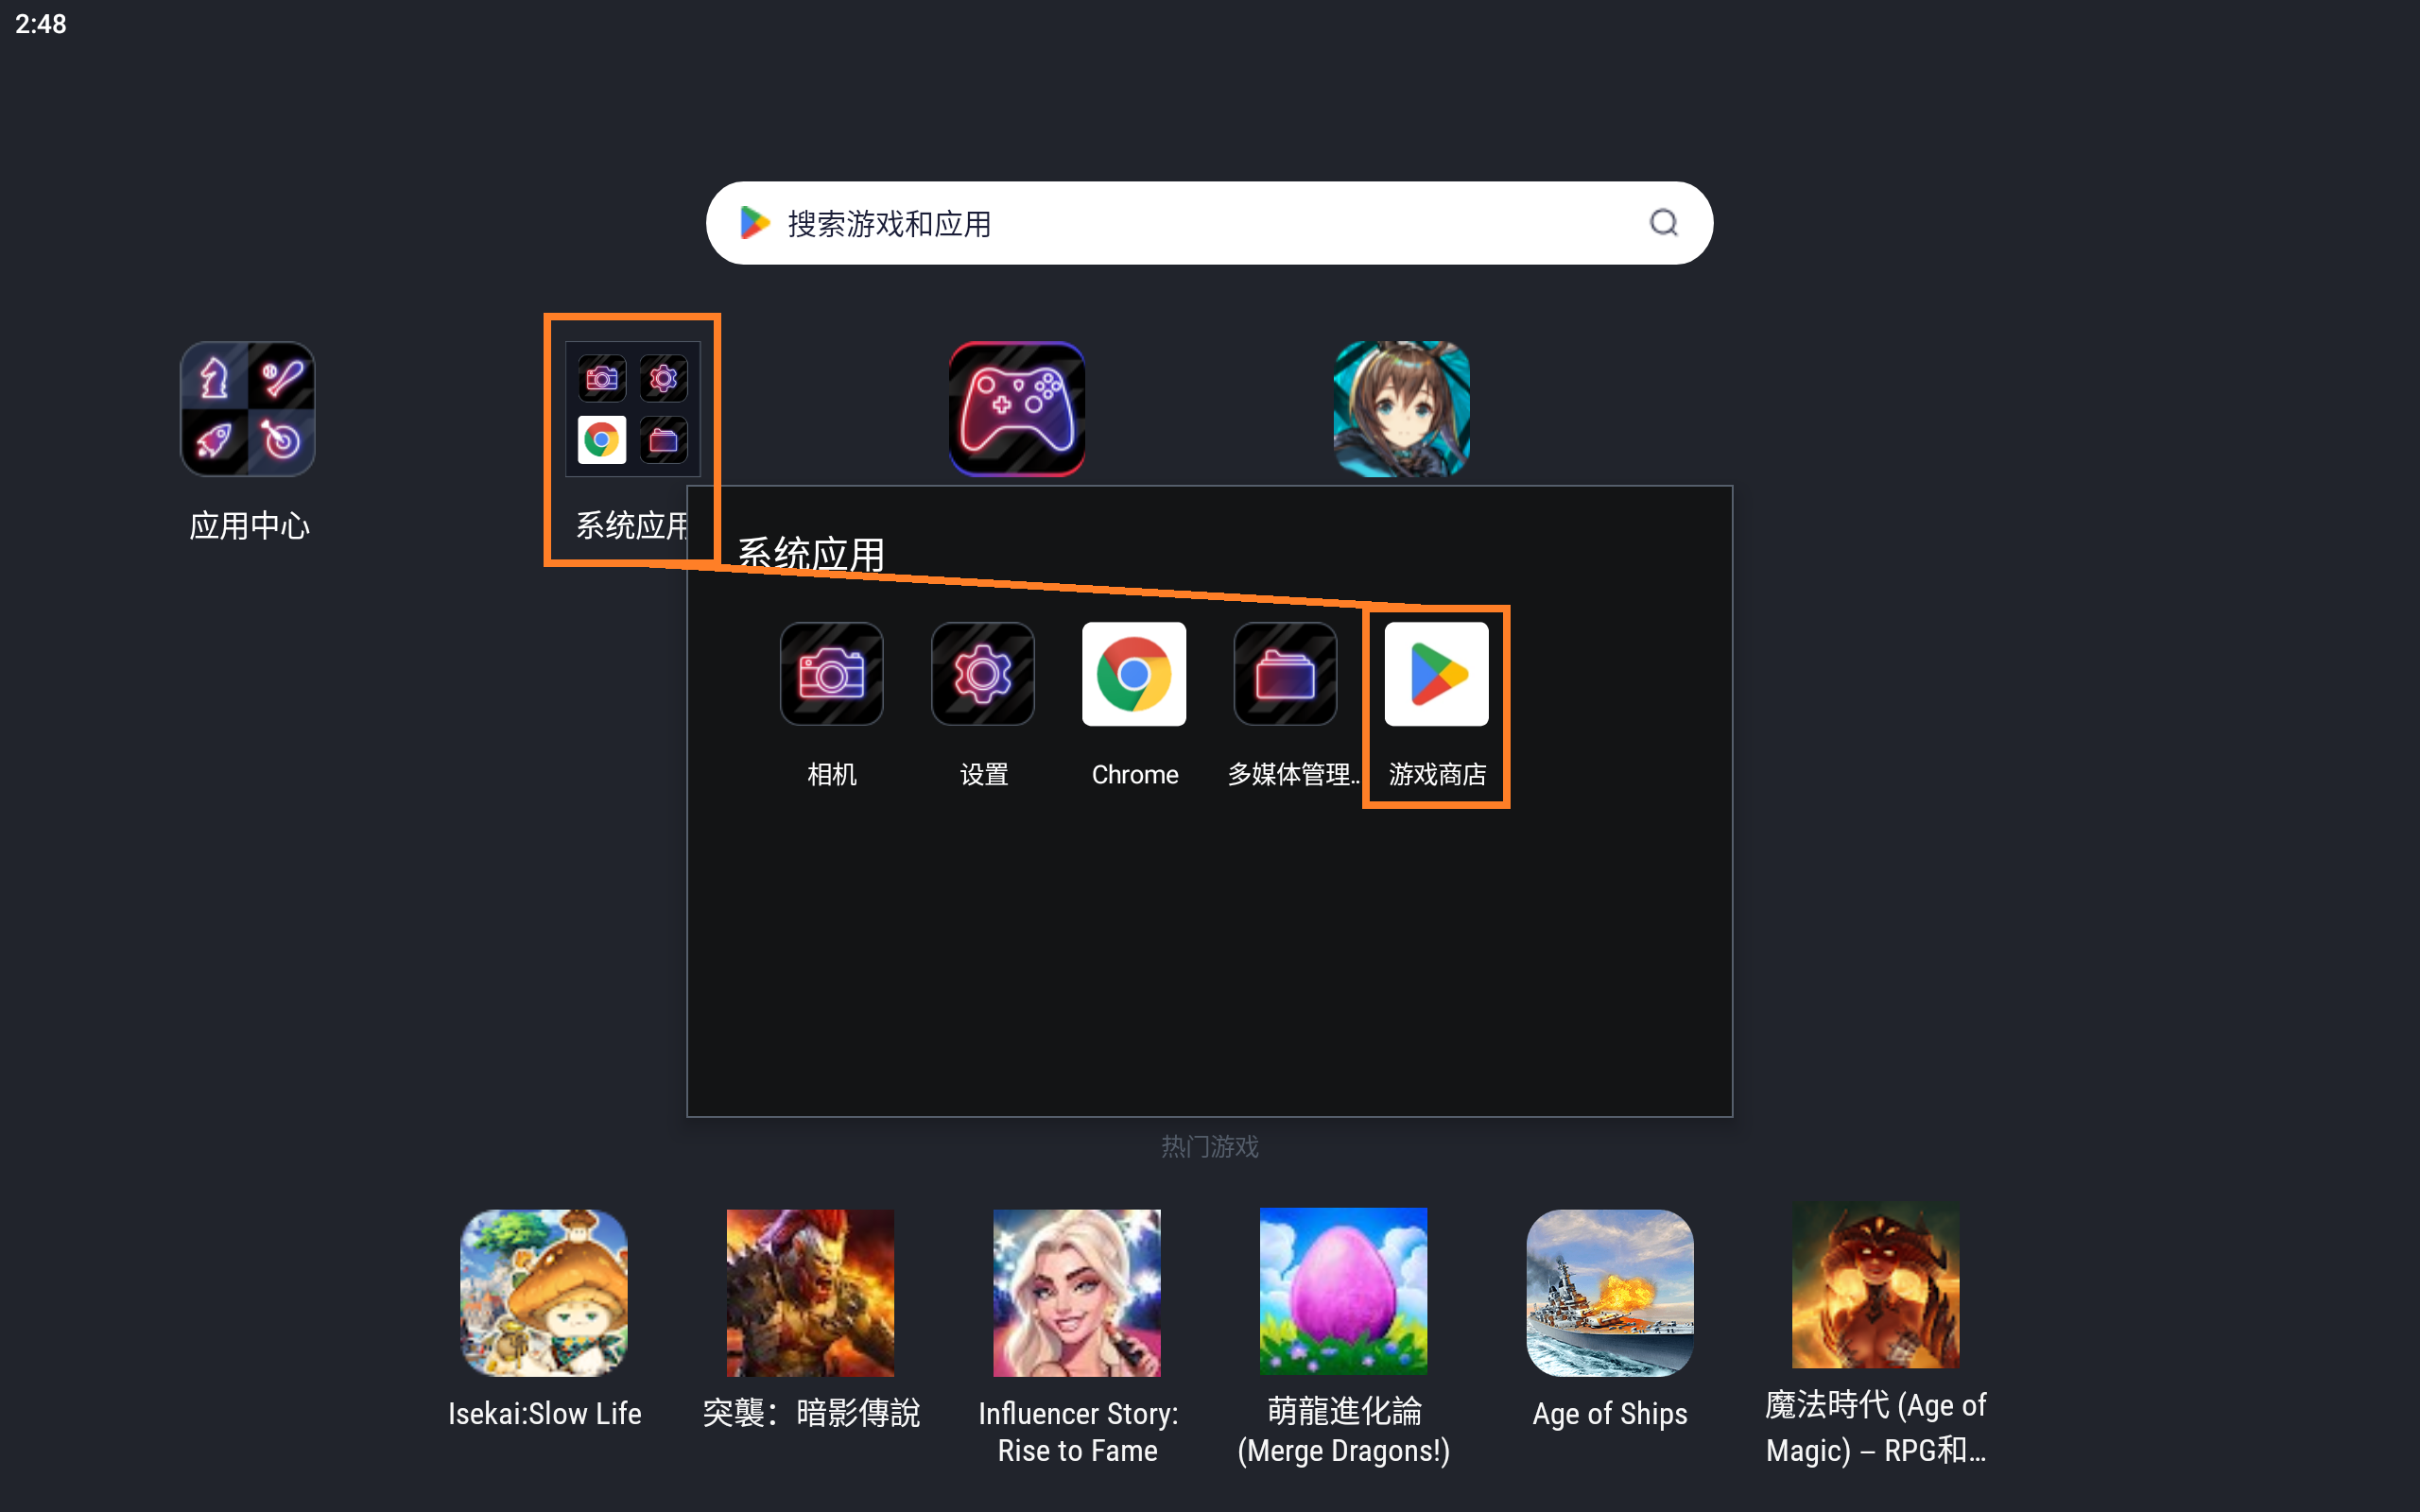 2:48
搜索游戏和应用
应用中心
系统应用
系统应用
相机
设置
Chrome
多媒体管理..
游戏商店
热门游戏
Isekai:Slow Life
突襲：暗影傳說
Influencer Story:
Rise to Fame
萌龍進化論
(Merge Dragons!)
Age of Ships
魔法時代 (Age of
Magic) – RPG和...